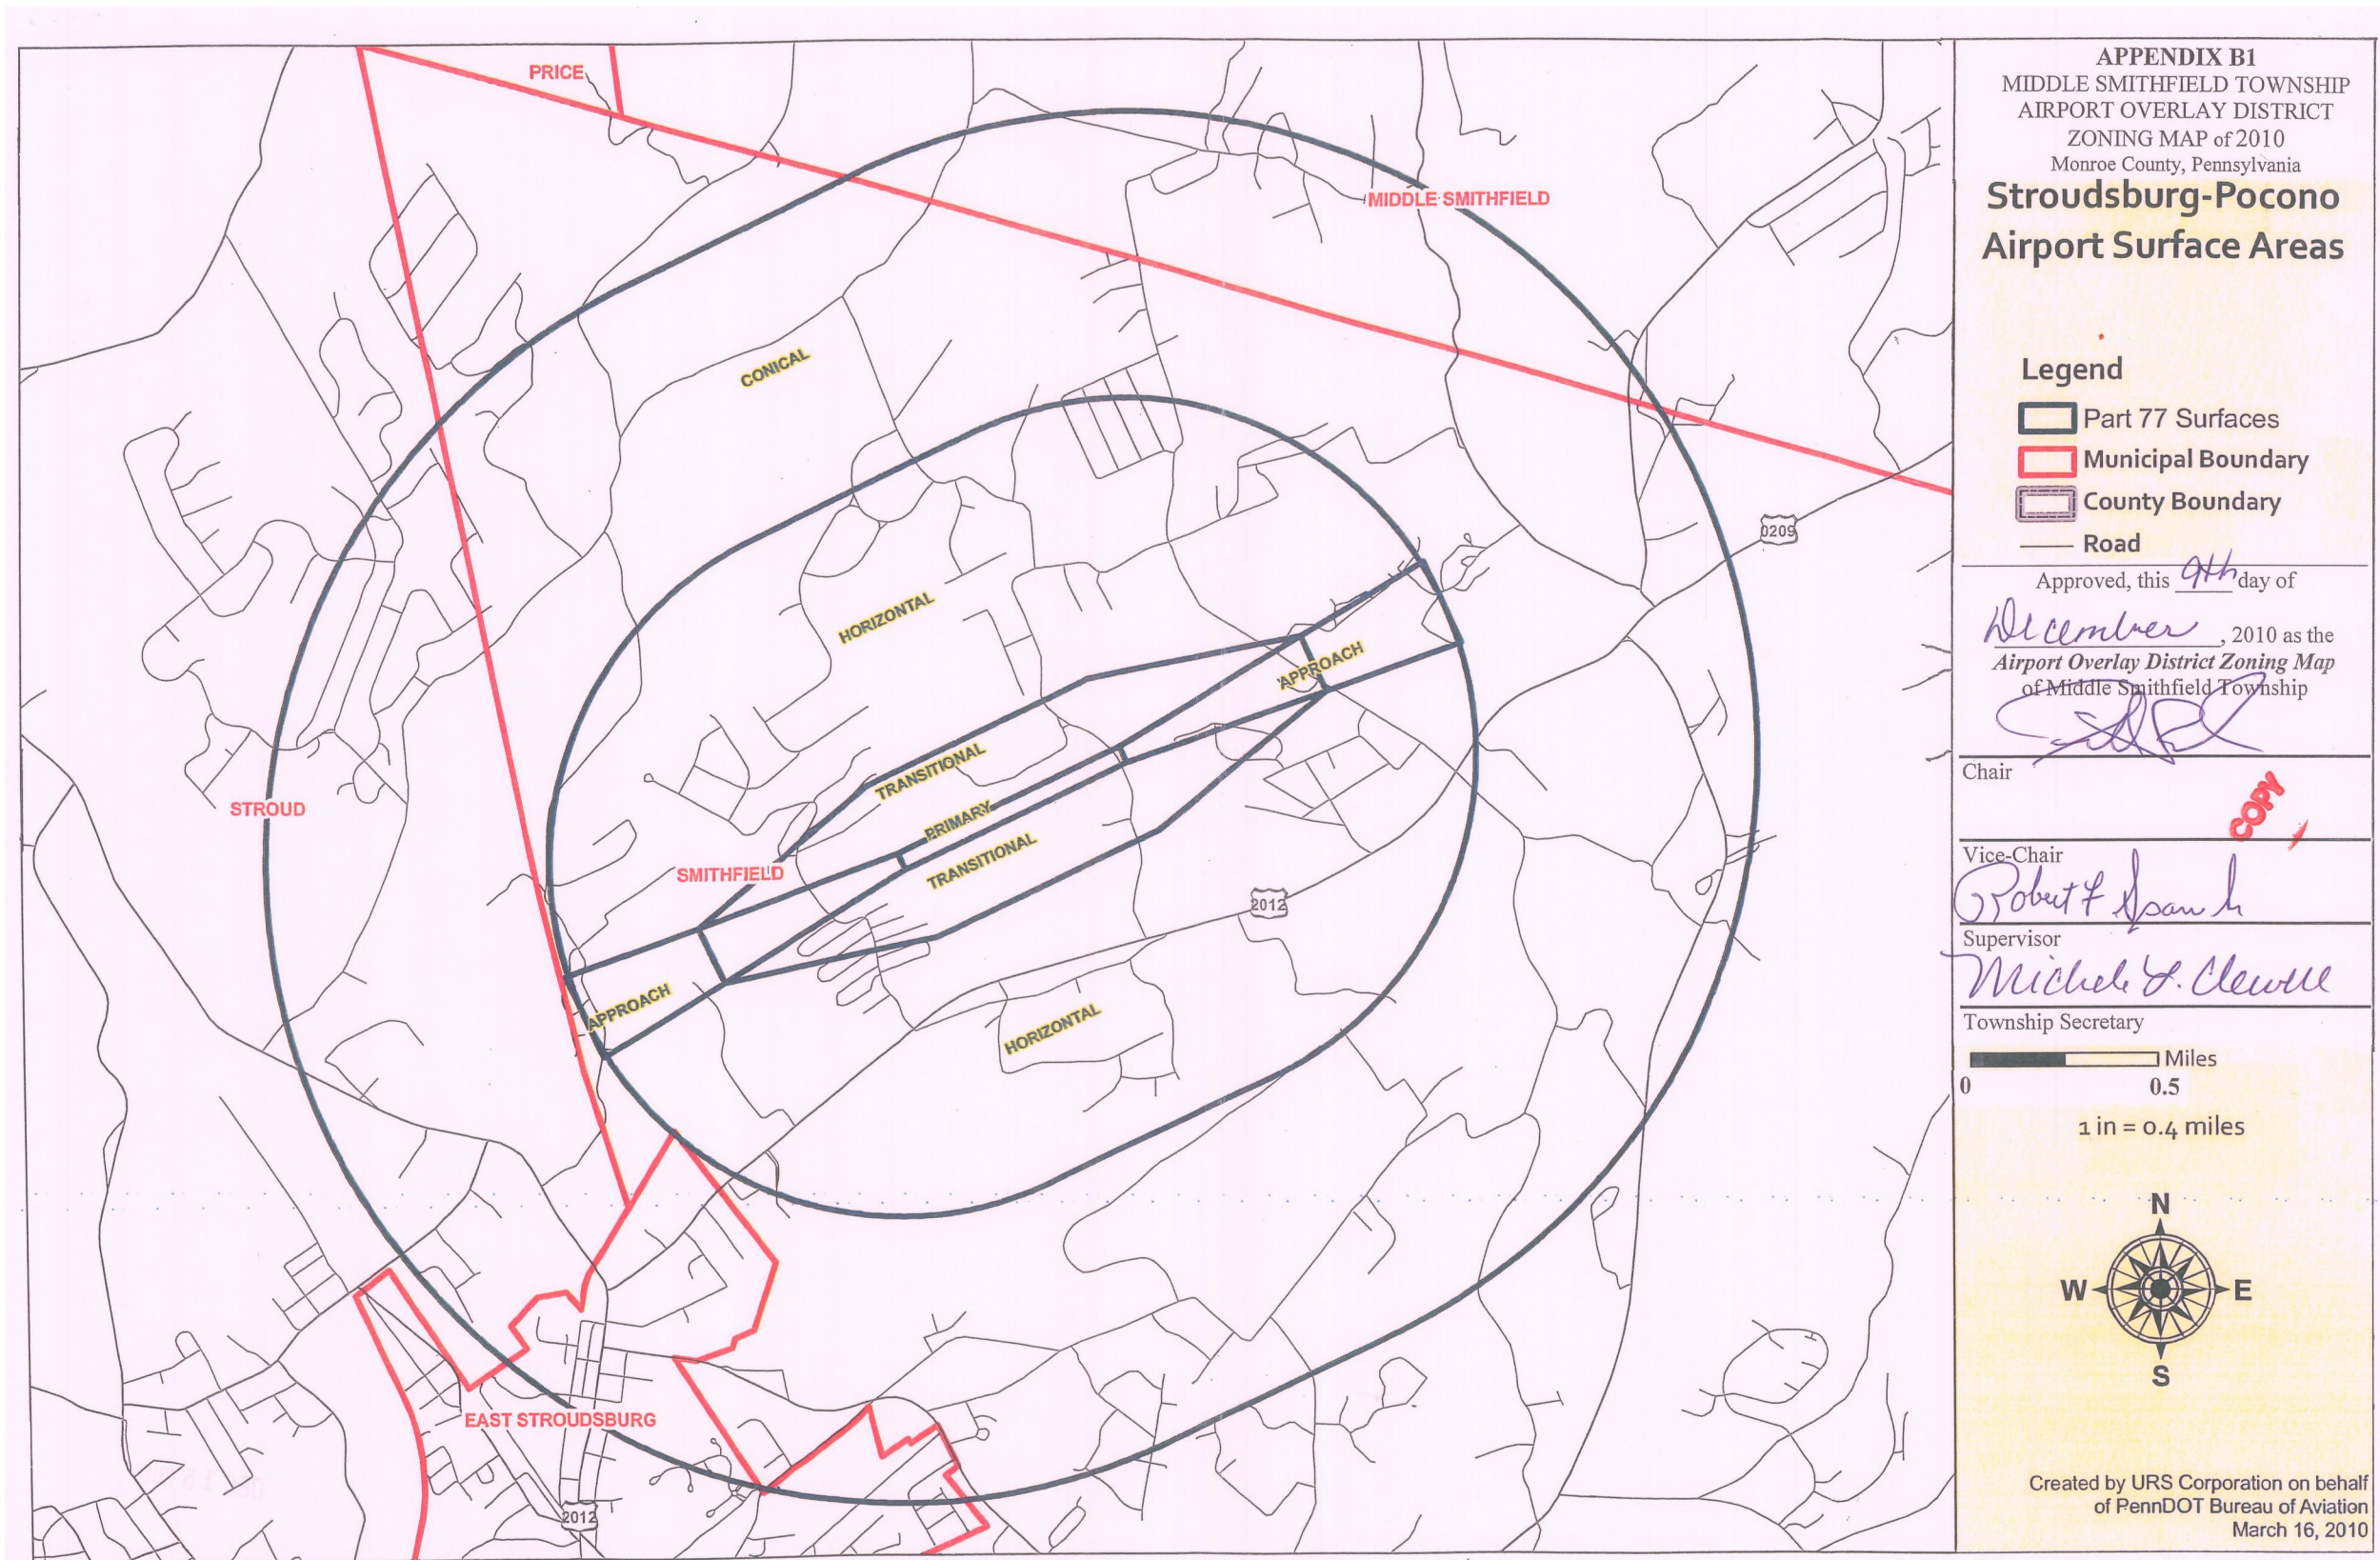 PRICE
MIDDLE SMITHFIELD
CONICAL
0209
HORIZONTAL
APPROACH
TRANSITIONAL
STROUD
PRIMARY
TRANSITIONAL
SMITHFIELD
2012
APPROACH
HORIZONTAL
EAST STROUDSBURG
2012
APPENDIX B1
MIDDLE SMITHFIELD TOWNSHIP
AIRPORT OVERLAY DISTRICT
ZONING MAP of 2010
Monroe County, Pennsylvania
Stroudsburg-Pocono
Airport Surface Areas
Legend
Part 77 Surfaces
Municipal Boundary
County Boundary
Road
Approved, this 9th day of
December, 2010 as the
Airport Overlay District Zoning Map
of Middle Smithfield Township
Chair
COPY
Vice-Chair
Robert F
Supervisor
Michele L. Clewell
Township Secretary
Miles
0 0.5
1 in = 0.4 miles
N
W E
S
Created by URS Corporation on behalf
of PennDOT Bureau of Aviation
March 16, 2010